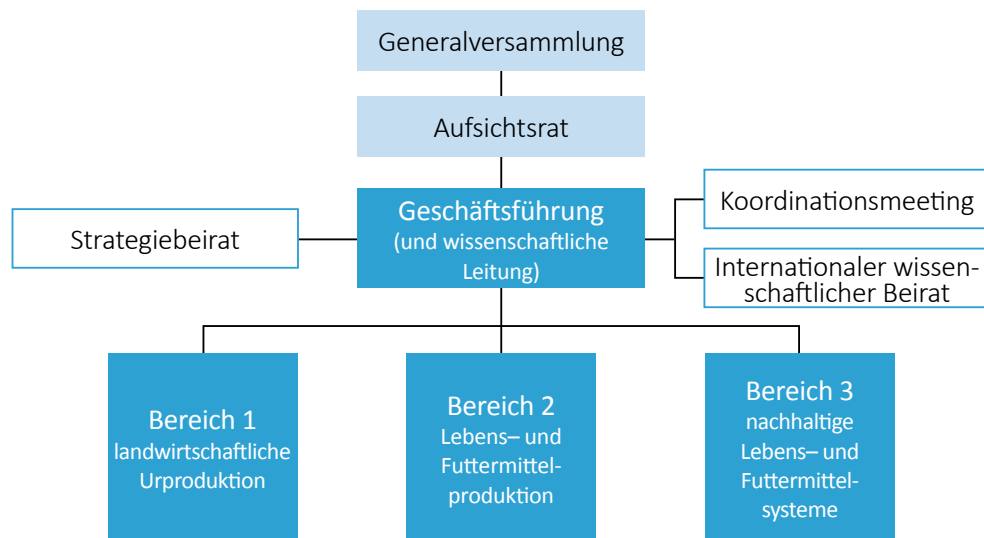 Generalversammlung
Aufsichtsrat
Geschäftsführung
(und wissenschaftliche
Leitung)
Strategiebeirat
Koordinationsmeeting
Internationaler wissen-
schaftlicher Beirat
Bereich 1
landwirtschaftliche
Urproduktion
Bereich 2
Lebens– und
Futtermittel-
produktion
Bereich 3
nachhaltige
Lebens– und
Futtermittel-
systeme